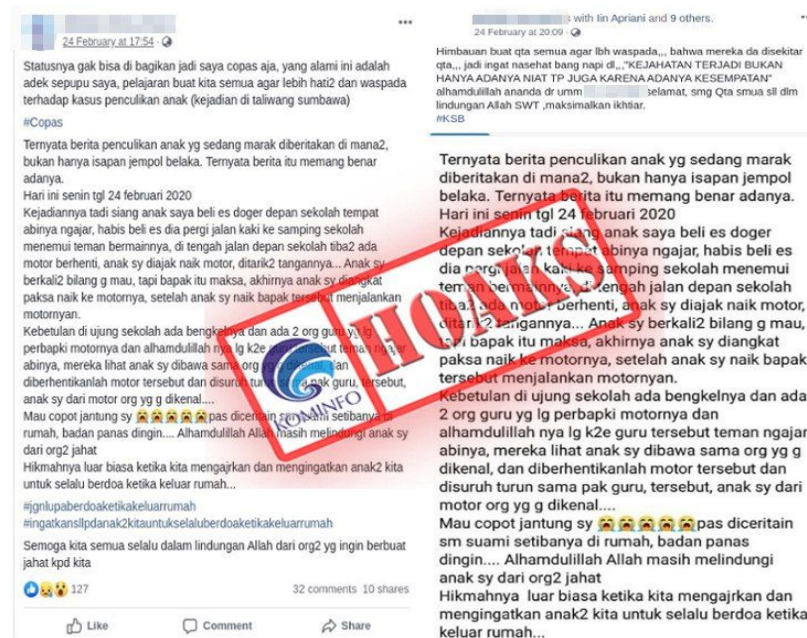 24 February at 17:54 ·
Statusnya gak bisa di bagikan jadi saya copas aja, yang alami ini adalah
adek sepupu saya, pelajaran buat kita semua agar lebih hati2 dan waspada
terhadap kasus penculikan anak (kejadian di taliwang sumbawa)
#Copas
Ternyata berita penculikan anak yg sedang marak diberitakan di mana2,
bukan hanya isapan jempol belaka. Ternyata berita itu memang benar
adanya.
Hari ini senin tgl 24 februari 2020
Kejadiannya tadi siang anak saya beli es doger depan sekolah tempat
abinya ngajar, habis beli es dia pergi jalan kaki ke samping sekolah
menemui teman bermainnya, di tengah jalan depan sekolah tiba2 ada
motor berhenti, anak sy diajak naik motor, ditarik2 tangannya... Anak sy
berkali2 bilang g mau, tapi bapak itu maksa, akhirnya anak sy diangkat
paksa naik ke motornya, setelah anak sy naik bapak tersebut menjalankan
motornyan.
Kebetulan di ujung sekolah ada bengkelnya dan ada 2 org guru yg lg
perbapki motornya dan alhamdulillah nya lg k2e guru tersebut teman ngajar
abinya, mereka lihat anak sy dibawa sama org yg g dikenal, dan
diberhentikanlah motor tersebut dan disuruh turun sama pak guru, tersebut,
anak sy dari motor org yg g dikenal....
Mau copot jantung sy 😭😭😭😭😭pas diceritain sm suami setibanya di
rumah, badan panas dingin.... Alhamdulillah Allah masih melindungi anak sy
dari org2 jahat
Hikmahnya luar biasa ketika kita mengajrkan dan mengingatkan anak2 kita
untuk selalu berdoa ketika keluar rumah...
#jgnlupaberdoaketikakeluarrumah
#ingatkansllpdanak2kitauntukselaluberdoaketikakeluarrumah
Semoga kita semua selalu dalam lindungan Allah dari org2 yg ingin berbuat
jahat kpd kita
127
32 comments 10 shares
Like Comment Share
with Iin Apriani and 9 others.
24 February at 20:09 ·
Himbauan buat qta semua agar lbh waspada,,, bahwa mereka da disekitar
qta,,, jadi ingat nasehat bang napi dl,,,"KEJAHATAN TERJADI BUKAN
HANYA ADANYA NIAT TP JUGA KARENA ADANYA KESEMPATAN"
alhamdulillah ananda dr umm selamat, smg Qta smua sll dlm
lindungan Allah SWT ,maksimalkan ikhtiar.
#KSB
Ternyata berita penculikan anak yg sedang marak
diberitakan di mana2, bukan hanya isapan jempol
belaka. Ternyata berita itu memang benar adanya.
Hari ini senin tgl 24 februari 2020
Kejadiannya tadi siang anak saya beli es doger
depan sekolah tempat abinya ngajar, habis beli es
dia pergi jalan kaki ke samping sekolah menemui
teman bermainnya, di tengah jalan depan sekolah
tiba2 ada motor berhenti, anak sy diajak naik motor,
ditarik2 tangannya... Anak sy berkali2 bilang g mau,
tapi bapak itu maksa, akhirnya anak sy diangkat
paksa naik ke motornya, setelah anak sy naik bapak
tersebut menjalankan motornyan.
Kebetulan di ujung sekolah ada bengkelnya dan ada
2 org guru yg lg perbapki motornya dan
alhamdulillah nya lg k2e guru tersebut teman ngajar
abinya, mereka lihat anak sy dibawa sama org yg g
dikenal, dan diberhentikanlah motor tersebut dan
disuruh turun sama pak guru, tersebut, anak sy dari
motor org yg g dikenal....
Mau copot jantung sy 😭😭😭😭😭pas diceritain
sm suami setibanya di rumah, badan panas
dingin.... Alhamdulillah Allah masih melindungi
anak sy dari org2 jahat
Hikmahnya luar biasa ketika kita mengajrkan dan
mengingatkan anak2 kita untuk selalu berdoa ketika
keluar rumah...
KOMINFO
HOAKS